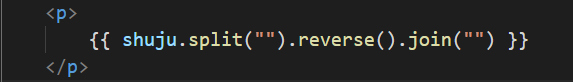 <p>
{{ shuju.split("").reverse().join("") }}
</p>